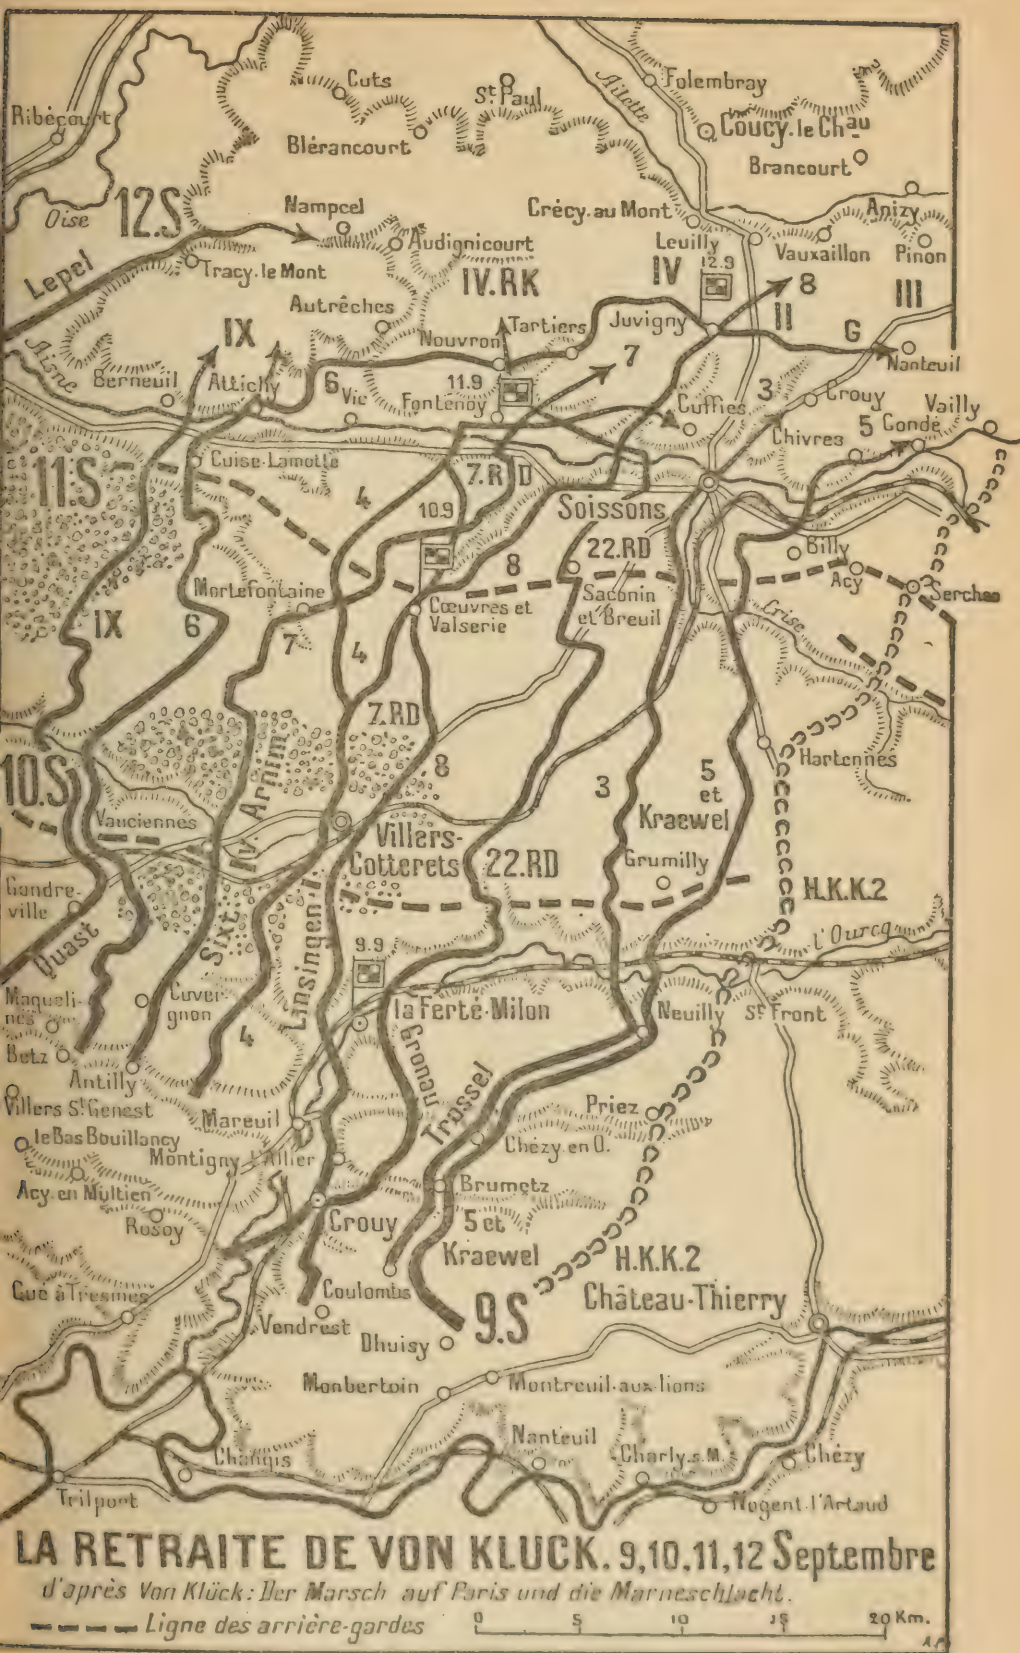 Cuts
St Paul
Folembray
Ailette
Ribécourt
Blérancourt
Coucy.le Chau
Brancourt
Oise
12.S
Nampcel
Crécy.au Mont
Anizy
Lepel
Tracy.le Mont
Audignicourt
Leuilly
Vauxaillon
Pinon
IV.RK
IV
12.9
8
III
Autrêches
IX
Nouvron
Tartiers
Juvigny
II
G
Nanteuil
Aisne
Berneuil
Attichy
6
Vic
11.9
Fontenoy
7
Cuffies
3
Crouy
Vailly
Chivres
5
Condé
11.S
Cuise-Lamotte
4
7.RD
10.9
Soissons
22.RD
Billy
Acy
Serches
8
Mortefontaine
Cœuvres et
Valserie
Saconin
et Breuil
Crise
IX
6
7
4
7.RD
8
Hartennes
10.S
IV. Arnim
3
5
et
Kraewel
Vauciennes
Villers-
Cotterets
22.RD
Grumilly
H.K.K.2
Gondre-
ville
Quast
Sixt
Linsingen
9.9
l'Ourcq
Maqueli-
nes
Cuver-
gnon
4
la Ferté-Milon
Gronau
Neuilly
St Front
Betz
Antilly
Villers St Genest
Mareuil
Trossel
Priez
le Bas Bouillancy
Montigny l'Allier
Chézy.en O.
Acy.en Multien
Rosoy
Brumetz
Crouy
5 et
Kraewel
H.K.K.2
Gué à Tresmes
Coulombs
9.S
Château-Thierry
Vendrest
Dhuisy
Monbertoin
Montreuil.aux.lions
Changis
Nanteuil
Charly.s.M.
Chézy
Trilport
Nogent.l'Artaud
LA RETRAITE DE VON KLUCK. 9,10,11,12 Septembre
d'après Von Klück: Der Marsch auf Paris und die Marneschlacht.
Ligne des arrière-gardes
0 5 10 15 20 Km.